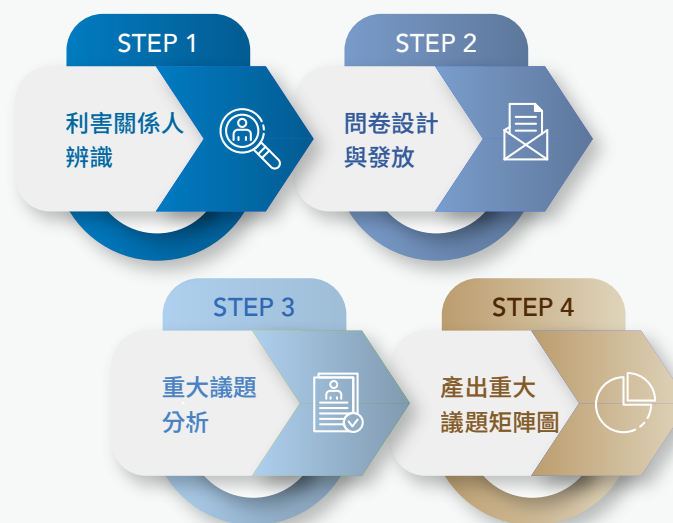 STEP 1
利害關係人
辨識
STEP 2
問卷設計
與發放
STEP 3
重大議題
分析
STEP 4
產出重大
議題矩陣圖